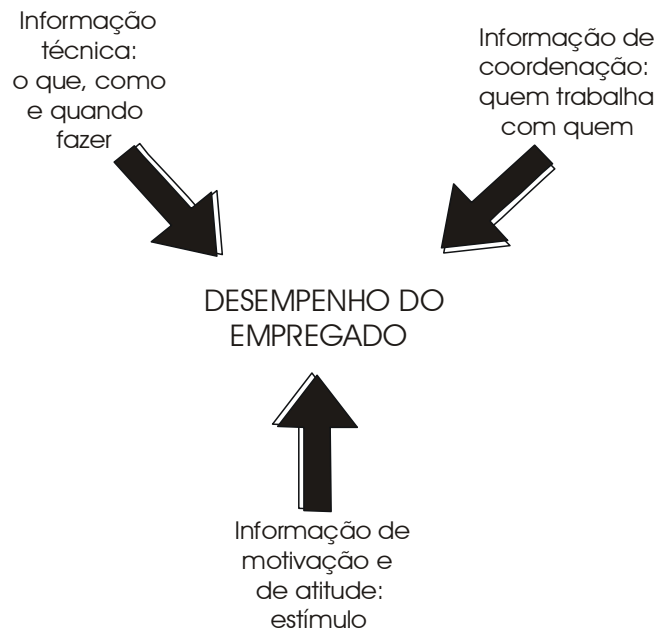 Informação
técnica:
o que, como
e quando
fazer
Informação de
coordenação:
quem trabalha
com quem
DESEMPENHO DO
EMPREGADO
Informação de
motivação e
de atitude:
estímulo